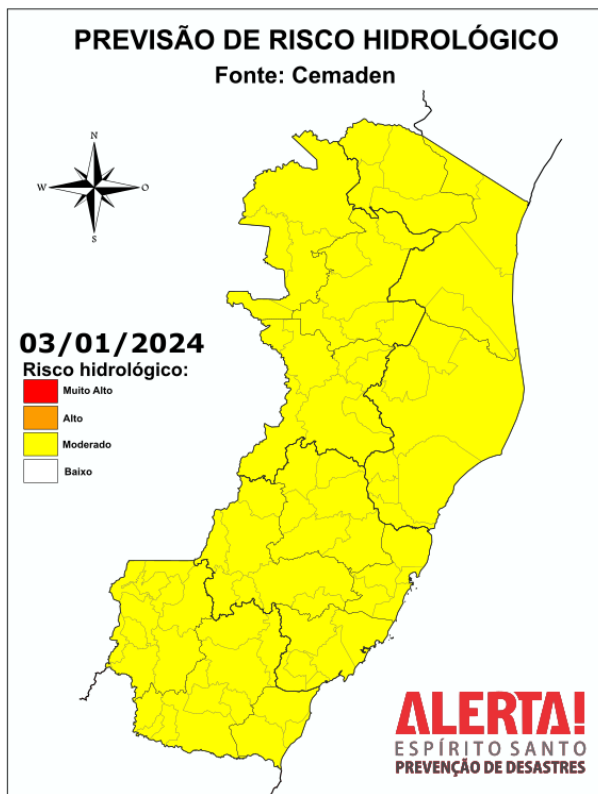 PREVISÃO DE RISCO HIDROLÓGICO
Fonte: Cemaden
N
W
O
S
03/01/2024
Risco hidrológico:
Muito Alto
Alto
Moderado
Baixo
ALERTA!
ESPÍRITO SANTO
PREVENÇÃO DE DESASTRES